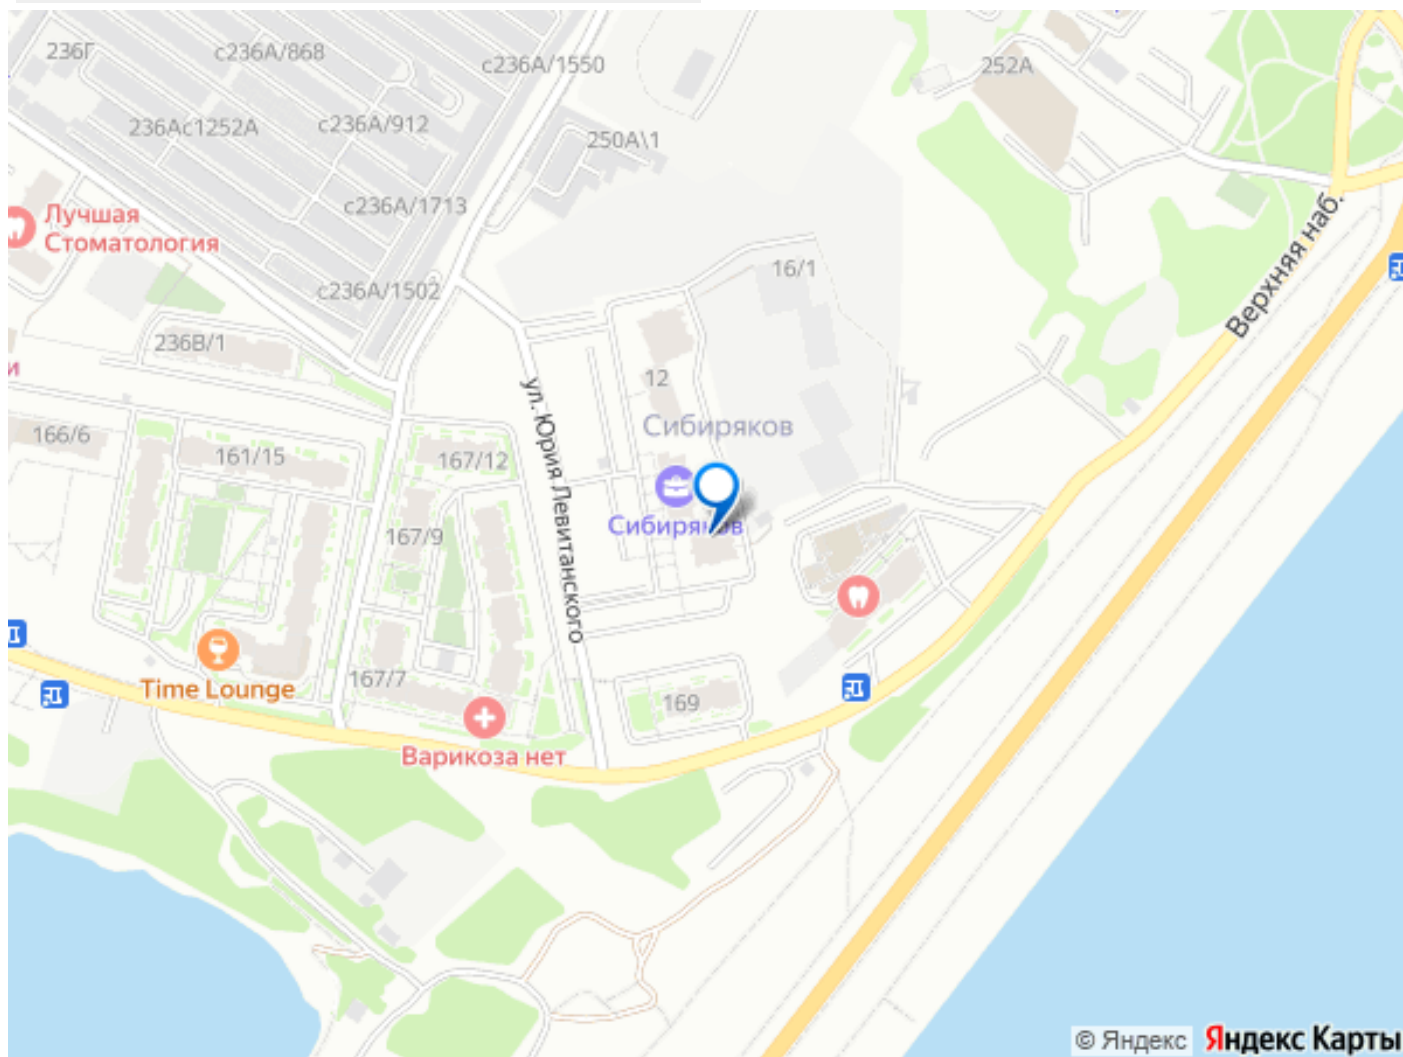 236Г
с236А/868
с236А/1550
252А
236Ас1252А
с236А/912
250А\1
Лучшая
Стоматология
с236А/1713
Верхняя наб.
16/1
с236А/1502
236В/1
и
12
ул. Юрия Левитанского
Сибиряков
166/6
161/15
167/12
Сибиряков
167/9
Time Lounge
167/7
169
Варикоза нет
© Яндекс
Яндекс Карты